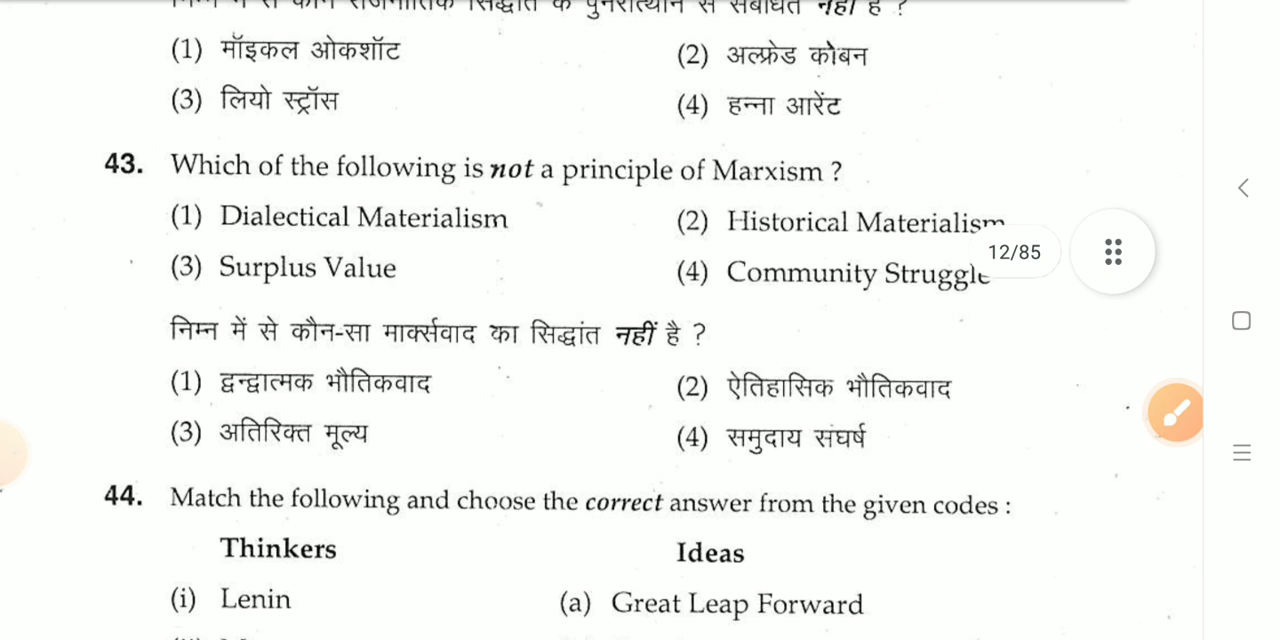 निम्न में से कौन राजनीतिक सिद्धांत के पुनरोत्थान से संबंधित नहीं है ?
(1) मॉइकल ओकशॉट (2) अल्फ्रेड कोबन
(3) लियो स्ट्रॉस (4) हन्ना आरेंट
43. Which of the following is not a principle of Marxism ?
(1) Dialectical Materialism (2) Historical Materialism
12/85
(3) Surplus Value (4) Community Struggle
निम्न में से कौन-सा मार्क्सवाद का सिद्धांत नहीं है ?
(1) द्वन्द्वात्मक भौतिकवाद (2) ऐतिहासिक भौतिकवाद
(3) अतिरिक्त मूल्य (4) समुदाय संघर्ष
44. Match the following and choose the correct answer from the given codes :
Thinkers Ideas
(i) Lenin (a) Great Leap Forward